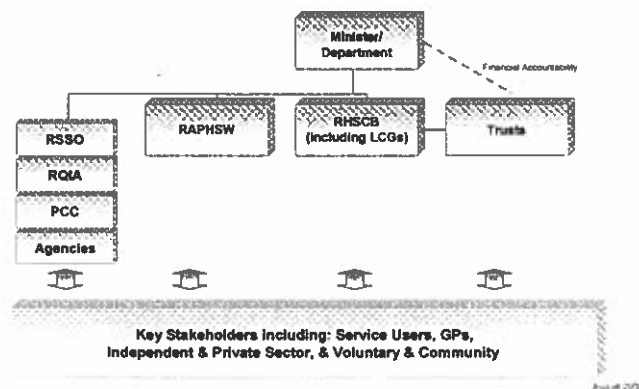 Minister/
Department
Financial Accountability
RSSO
RAPHSW
RHSCB
(including LCGs)
Trusts
RQIA
PCC
Agencies
Key Stakeholders including: Service Users, GPs,
Independent & Private Sector, & Voluntary & Community